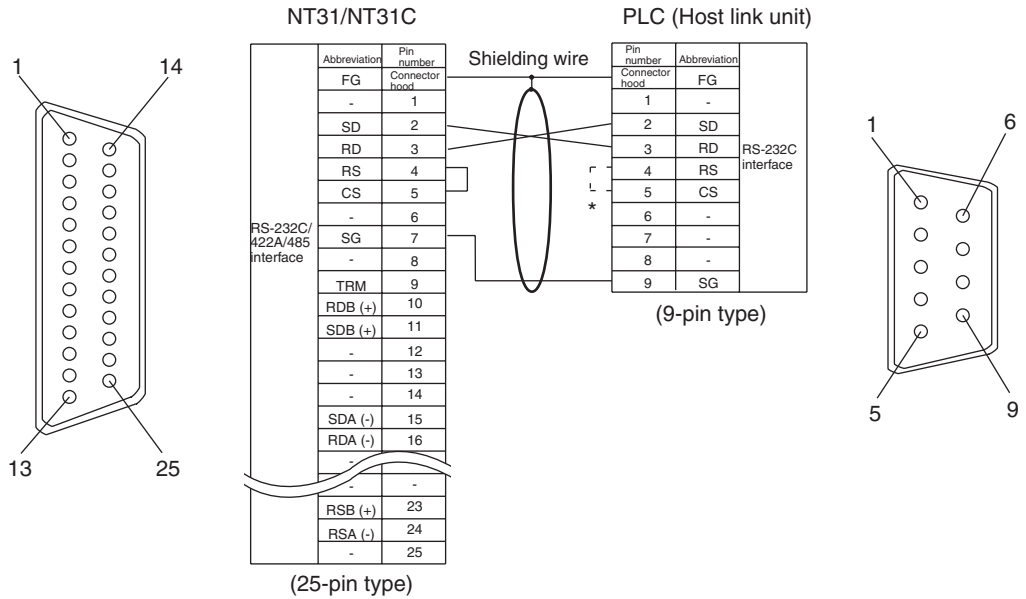 NT31/NT31C
PLC (Host link unit)
1
14
13
25
RS-232C/
422A/485
interface
Abbreviation Pin
number
FG Connector
hood
- 1
SD 2
RD 3
RS 4
CS 5
- 6
SG 7
- 8
TRM 9
RDB (+) 10
SDB (+) 11
- 12
- 13
- 14
SDA (-) 15
RDA (-) 16
-
- -
RSB (+) 23
RSA (-) 24
- 25
(25-pin type)
Shielding wire
*
Pin
number Abbreviation
Connector
hood FG
1 -
2 SD
3 RD
4 RS
5 CS
6 -
7 -
8 -
9 SG
RS-232C
interface
(9-pin type)
1
6
5
9